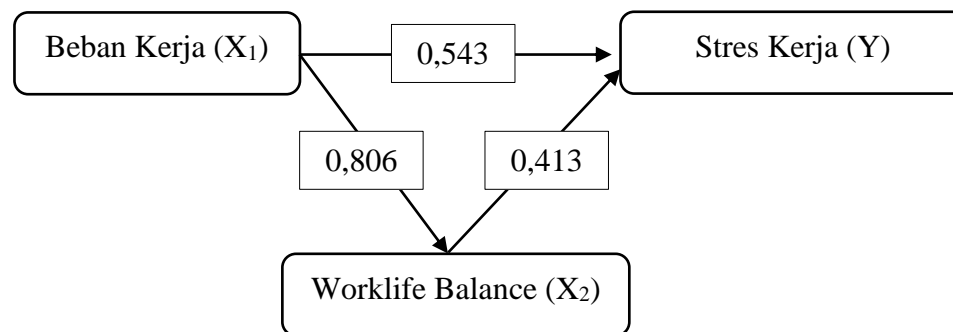 Beban Kerja (X₁)
0,543
Stres Kerja (Y)
0,806
0,413
Worklife Balance (X₂)